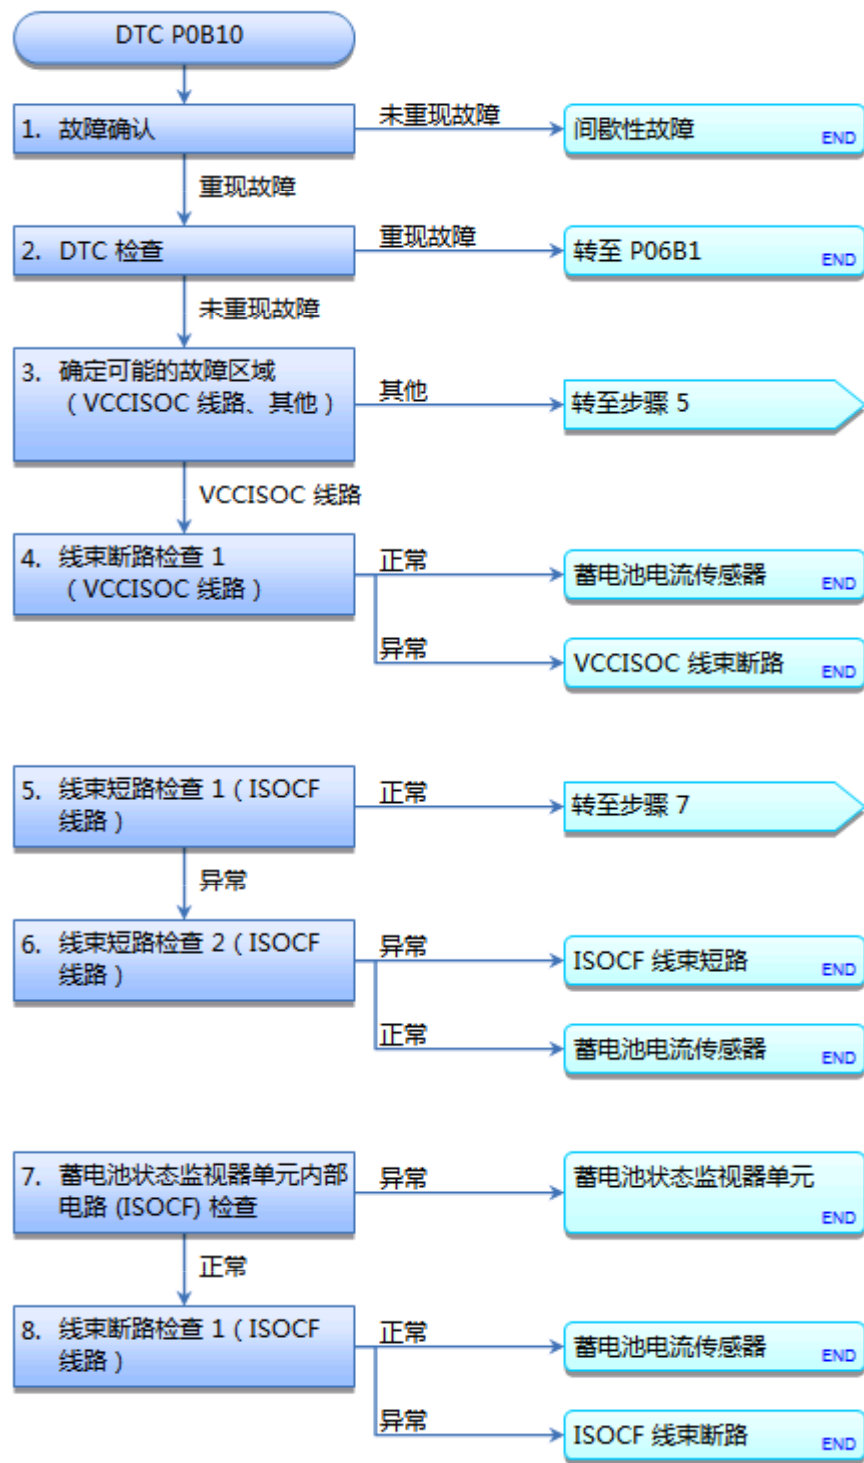 DTC P0B10
1. 故障确认
未重现故障
间歇性故障
END
重现故障
2. DTC 检查
重现故障
转至 P06B1
END
未重现故障
3. 确定可能的故障区域
（VCCISOC 线路、其他）
其他
转至步骤 5
VCCISOC 线路
4. 线束断路检查 1
（VCCISOC 线路）
正常
蓄电池电流传感器
END
异常
VCCISOC 线束断路
END
5. 线束短路检查 1（ISOCF
线路）
正常
转至步骤 7
异常
6. 线束短路检查 2（ISOCF
线路）
异常
ISOCF 线束短路
END
正常
蓄电池电流传感器
END
7. 蓄电池状态监视器单元内部
电路 (ISOCF) 检查
异常
蓄电池状态监视器单元
END
正常
8. 线束断路检查 1（ISOCF
线路）
正常
蓄电池电流传感器
END
异常
ISOCF 线束断路
END